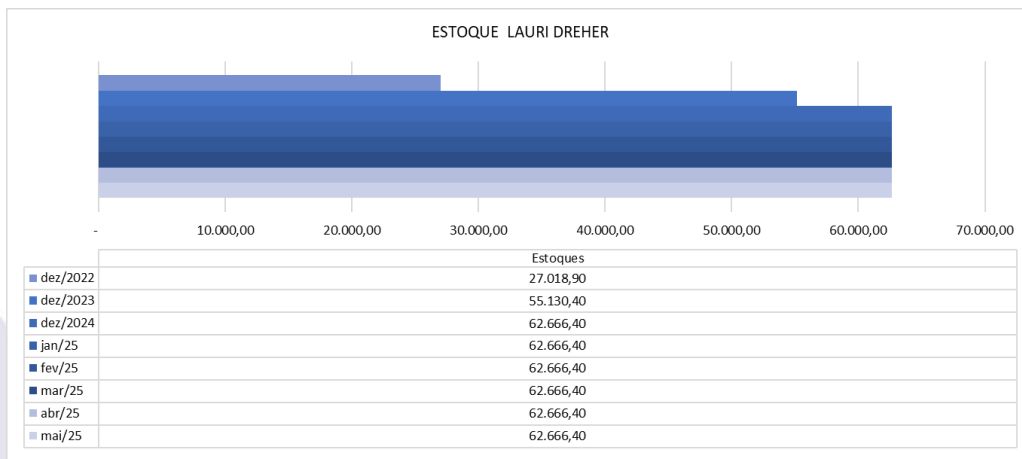 ESTOQUE LAURI DREHER
- 10.000,00 20.000,00 30.000,00 40.000,00 50.000,00 60.000,00 70.000,00
Estoques
dez/2022 27.018,90
dez/2023 55.130,40
dez/2024 62.666,40
jan/25 62.666,40
fev/25 62.666,40
mar/25 62.666,40
abr/25 62.666,40
mai/25 62.666,40